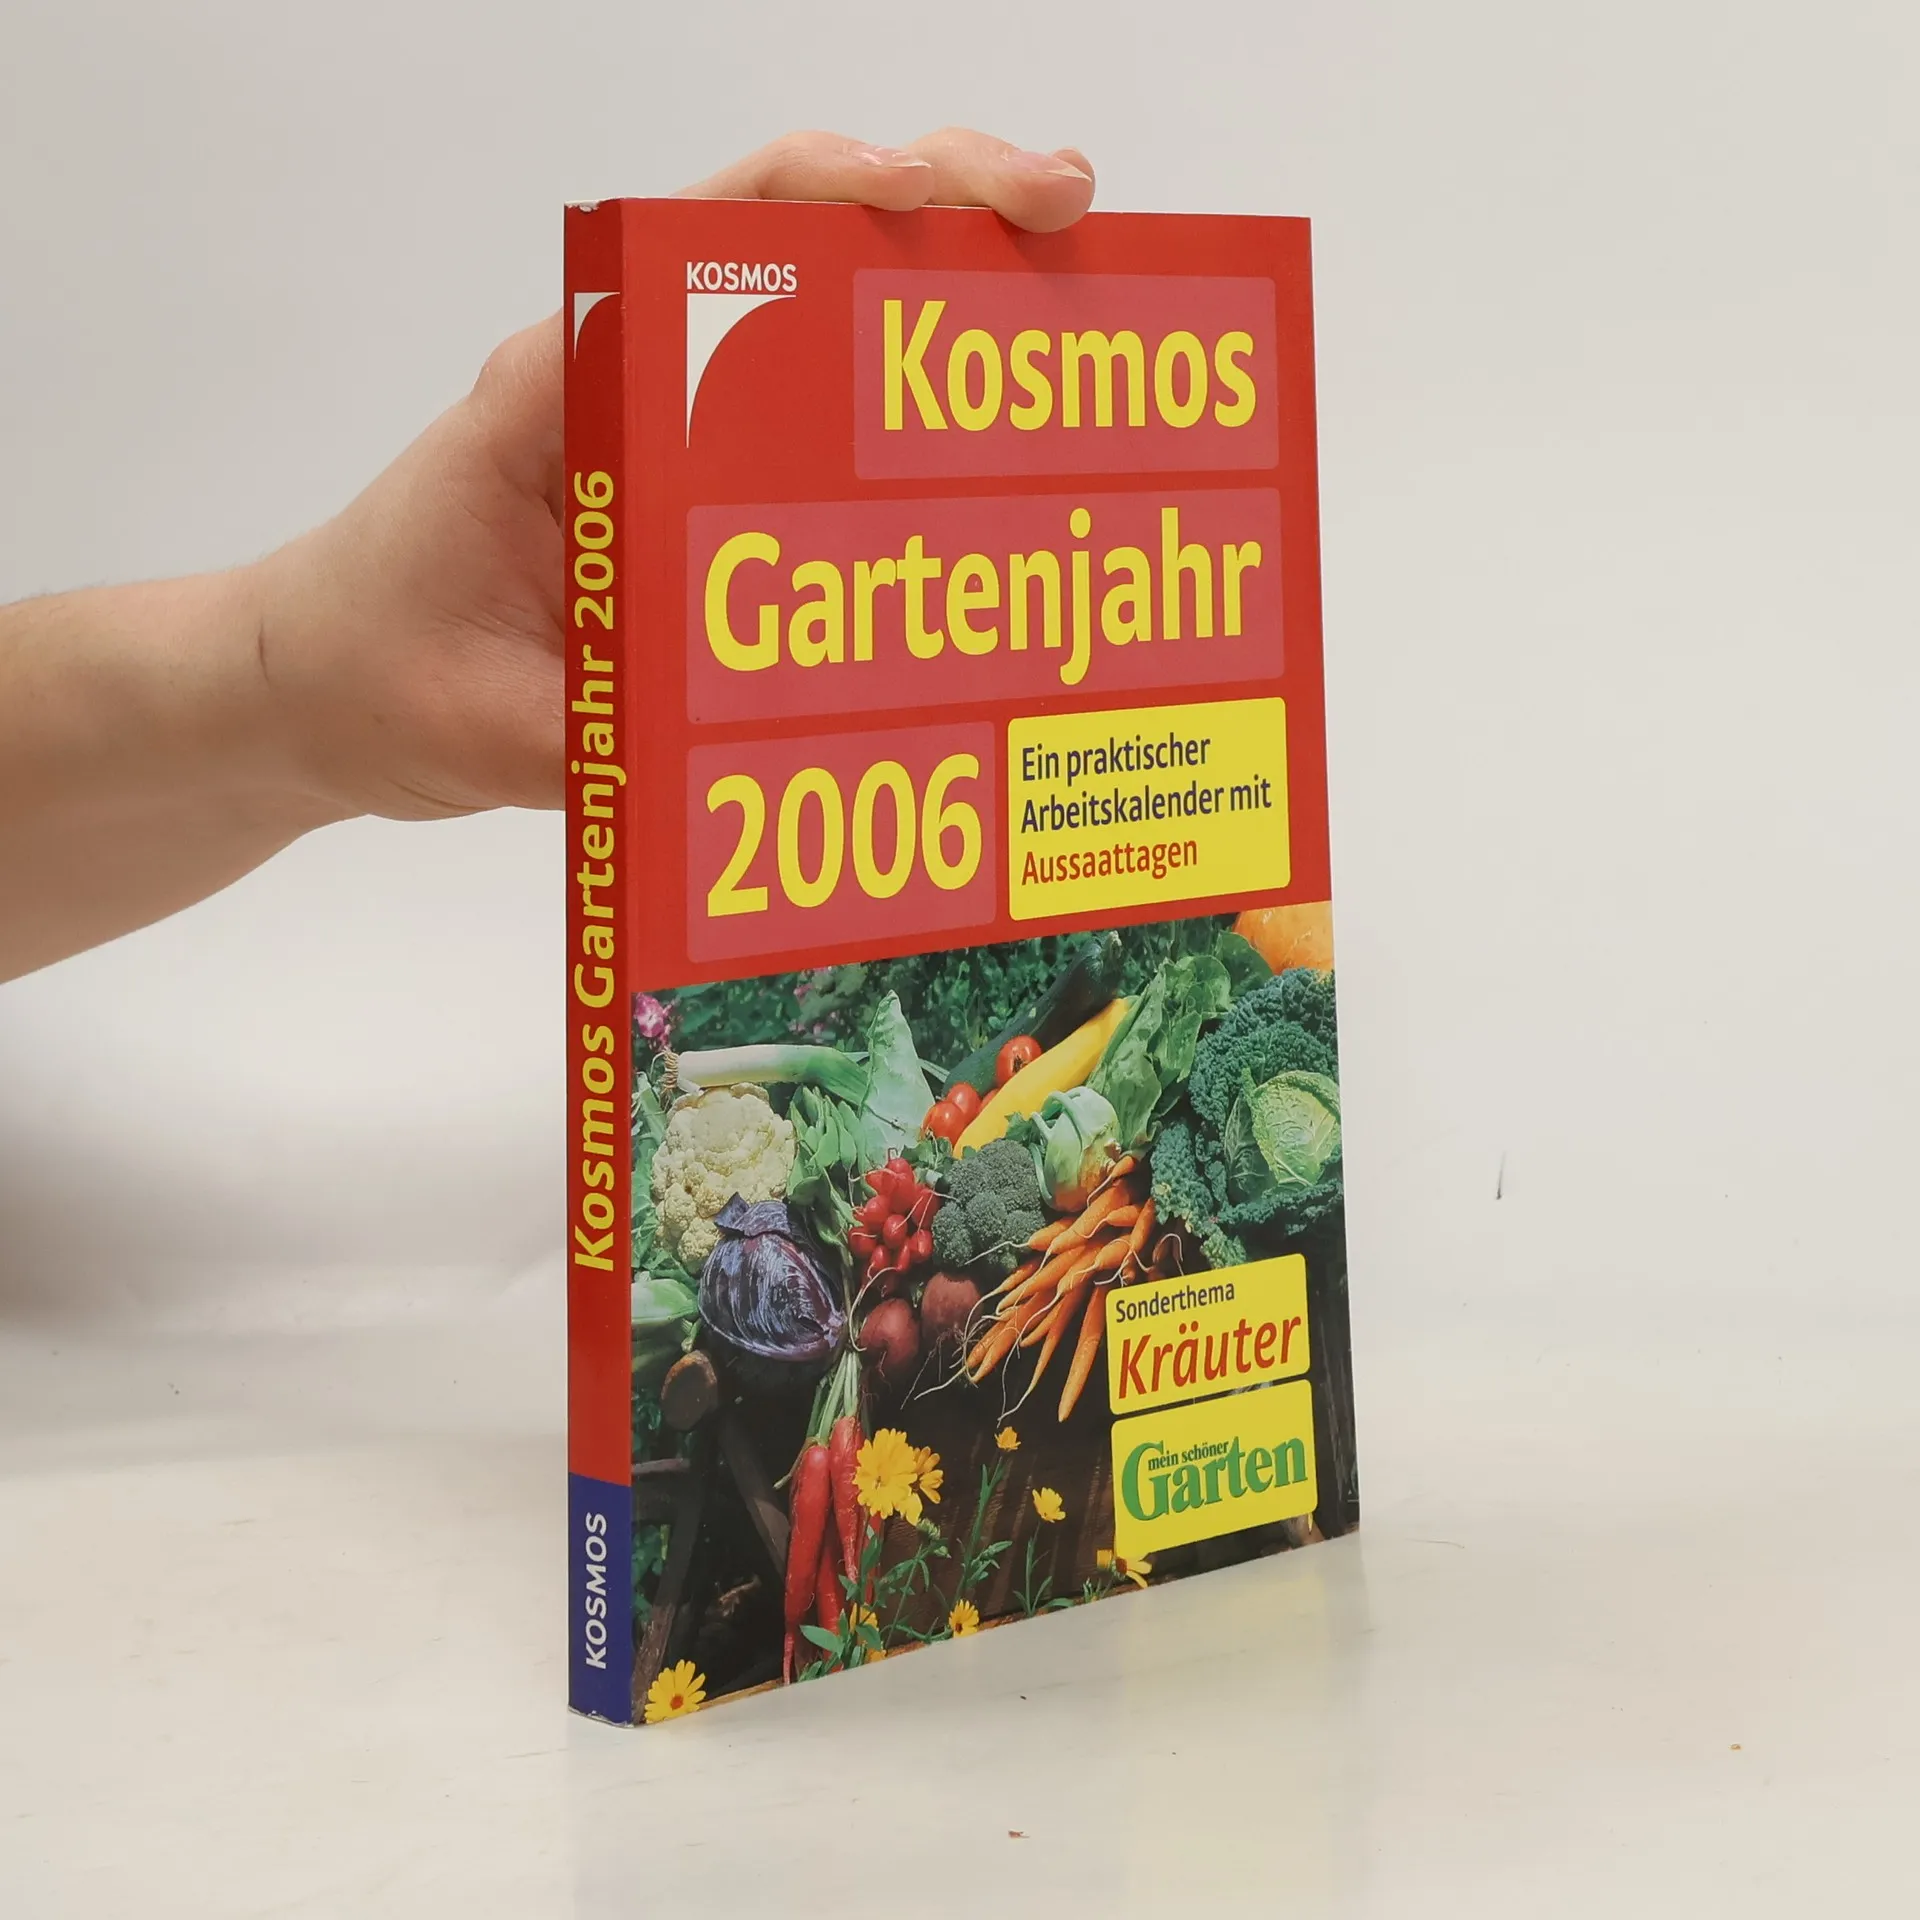 KOSMOS
Kosmos
Gartenjahr
2006
Ein praktischer
Arbeitskalender mit
Aussaattagen
Sonderthema
Kräuter
mein schöner
Garten
Kosmos Gartenjahr 2006
KOSMOS